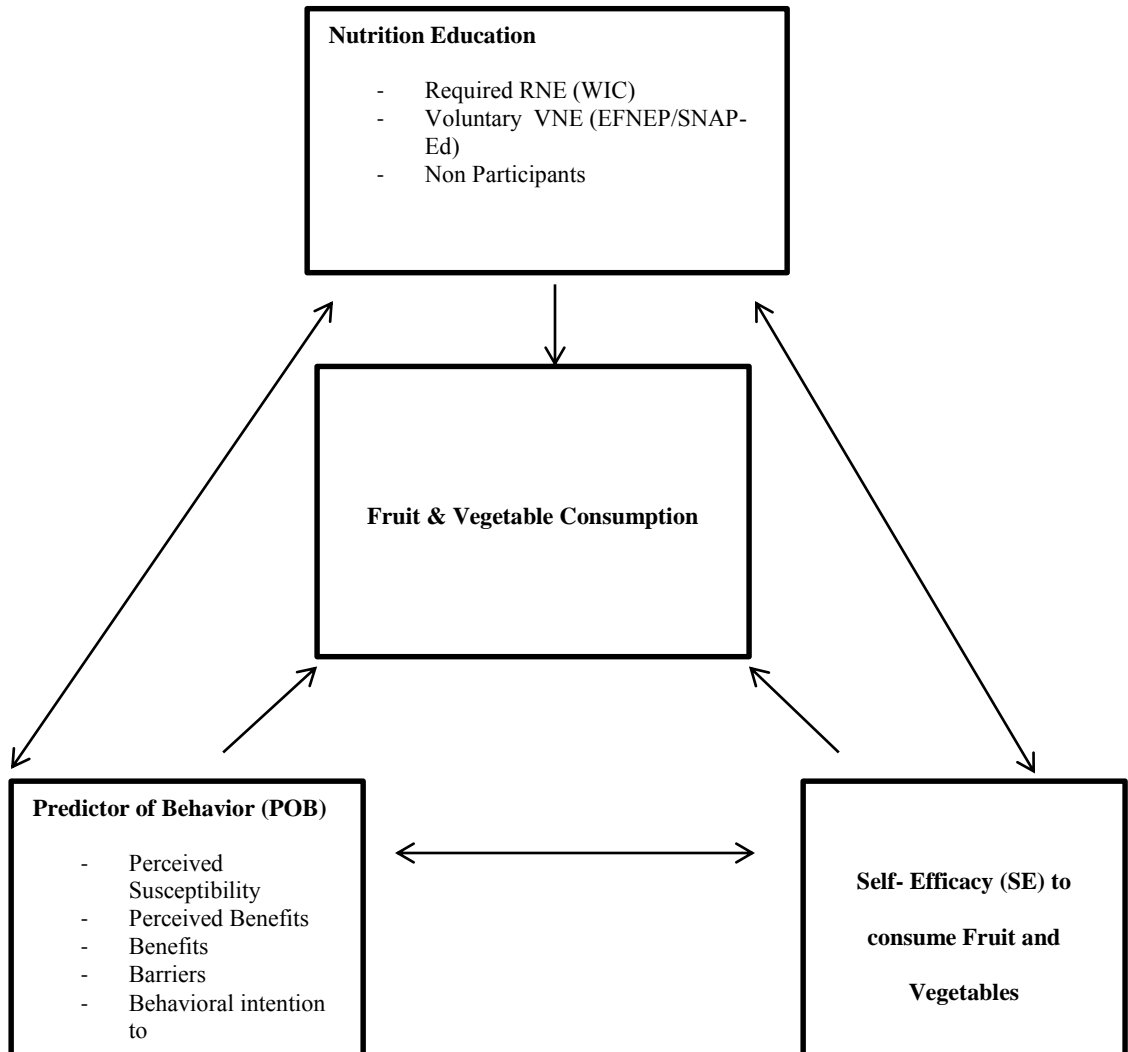 Nutrition Education
- Required RNE (WIC)
- Voluntary VNE (EFNEP/SNAP-
Ed)
- Non Participants
Fruit & Vegetable Consumption
Predictor of Behavior (POB)
- Perceived
Susceptibility
- Perceived Benefits
- Benefits
- Barriers
- Behavioral intention
to
Self- Efficacy (SE) to
consume Fruit and
Vegetables